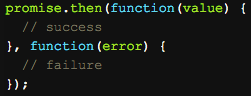 promise.then(function(value) {
  // success
}, function(error) {
  // failure
});